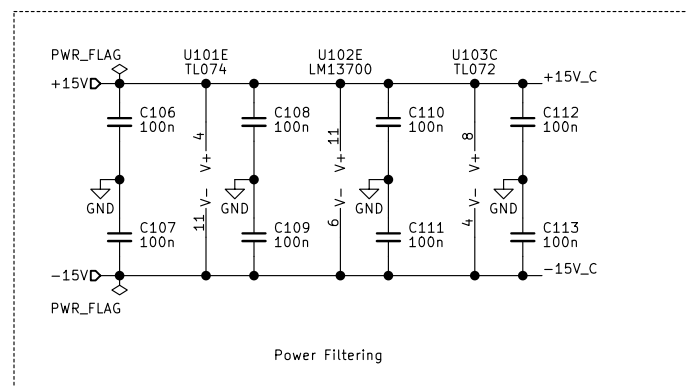 PWR_FLAG
U101E
TL074
U102E
LM13700
U103C
TL072
+15V
+15V_C
C106
100n
C108
100n
C110
100n
C112
100n
4
V+
11
V+
8
V+
GND
GND
GND
GND
V-
11
V-
6
V-
4
C107
100n
C109
100n
C111
100n
C113
100n
-15V
-15V_C
PWR_FLAG
Power Filtering